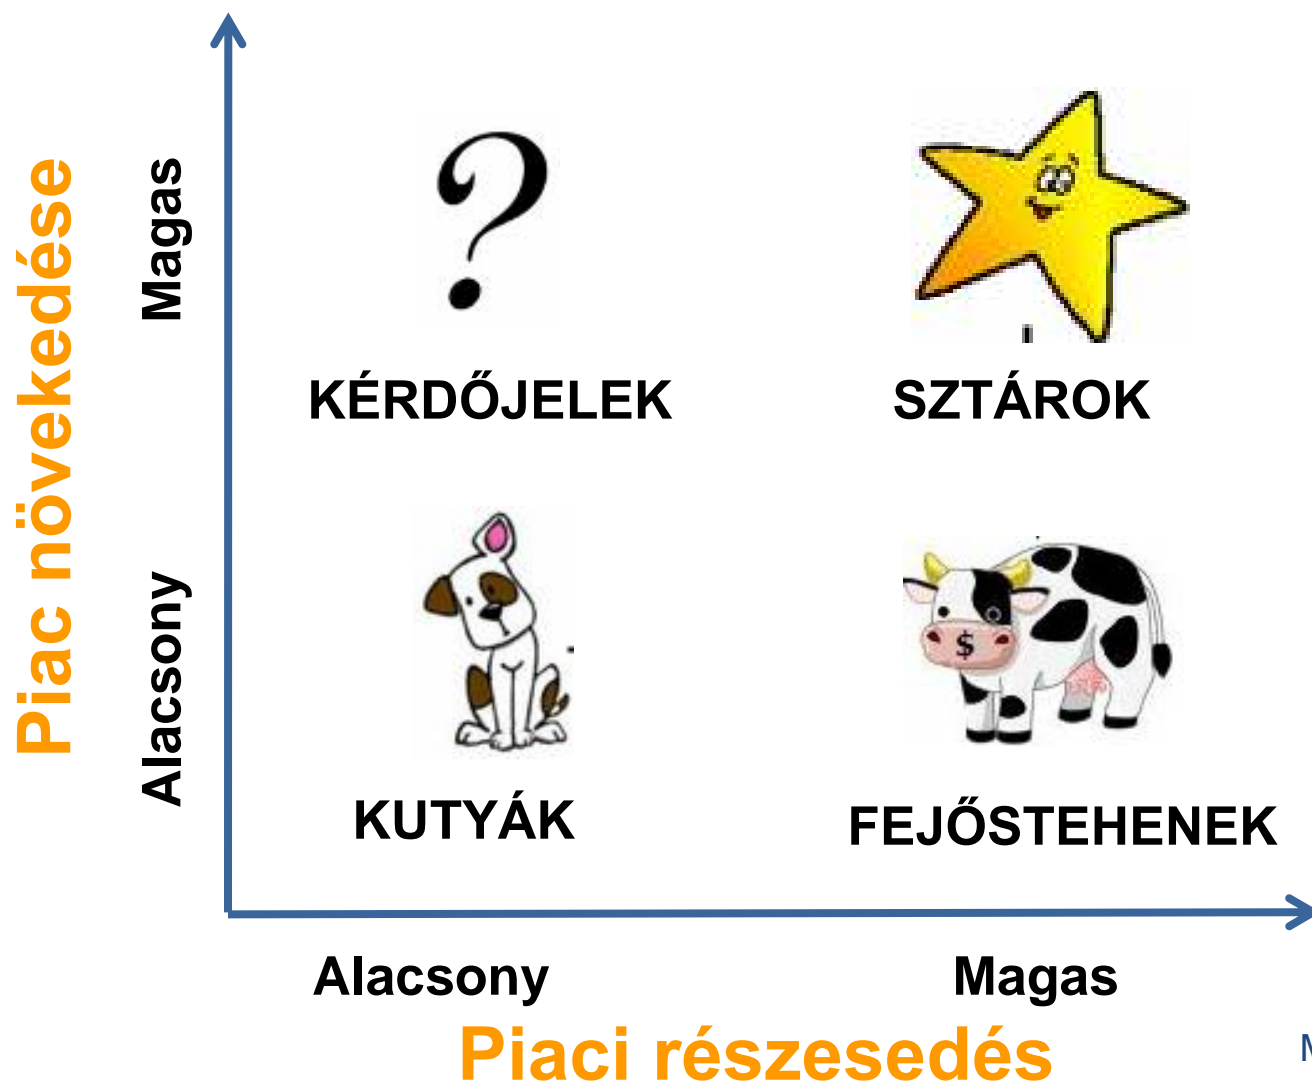 Piac növekedése
Magas
Alacsony
?
KÉRDŐJELEK
SZTÁROK
$
KUTYÁK
FEJŐSTEHENEK
Alacsony
Magas
Piaci részesedés